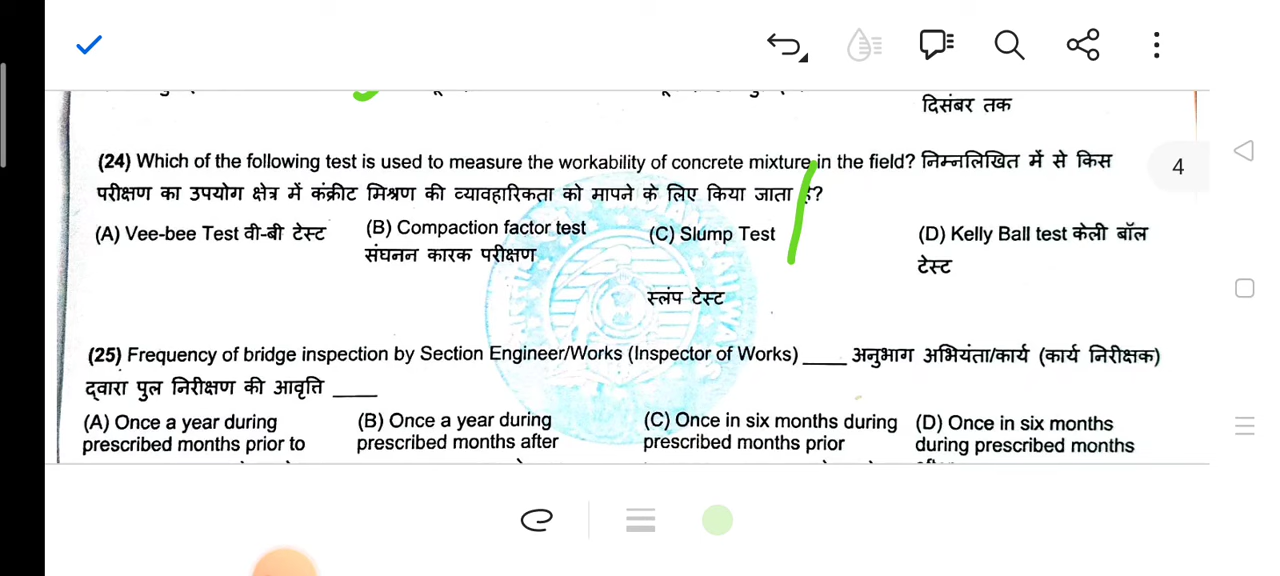 दिसंबर तक
4
(24) Which of the following test is used to measure the workability of concrete mixture in the field? निम्नलिखित में से किस
परीक्षण का उपयोग क्षेत्र में कंक्रीट मिश्रण की व्यावहारिकता को मापने के लिए किया जाता है?
(A) Vee-bee Test वी-बी टेस्ट
(B) Compaction factor test
संघनन कारक परीक्षण
(C) Slump Test
स्लंप टेस्ट
(D) Kelly Ball test केली बॉल
टेस्ट
(25) Frequency of bridge inspection by Section Engineer/Works (Inspector of Works) ____ अनुभाग अभियंता/कार्य (कार्य निरीक्षक)
द्वारा पुल निरीक्षण की आवृत्ति ____
(A) Once a year during
prescribed months prior to
(B) Once a year during
prescribed months after
(C) Once in six months during
prescribed months prior
(D) Once in six months
during prescribed months